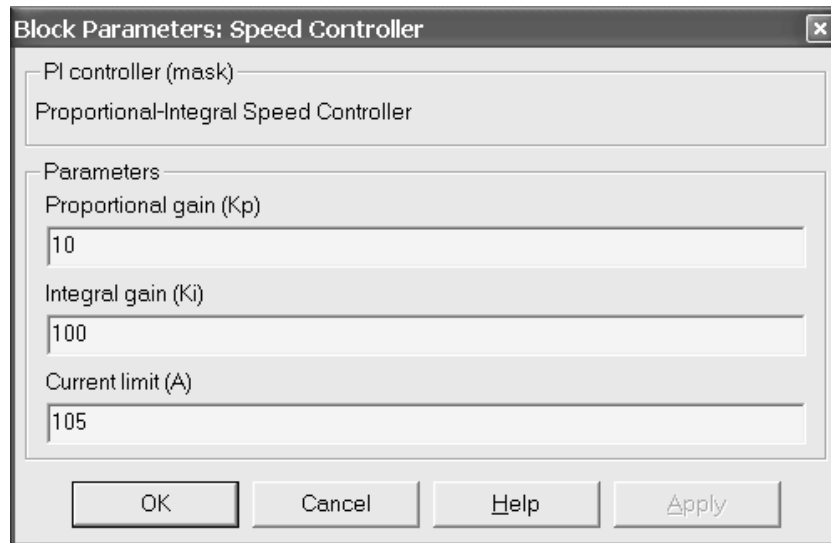 Block Parameters: Speed Controller
PI controller (mask)
Proportional-Integral Speed Controller
Parameters
Proportional gain (Kp)
10
Integral gain (Ki)
100
Current limit (A)
105
OK Cancel Help Apply